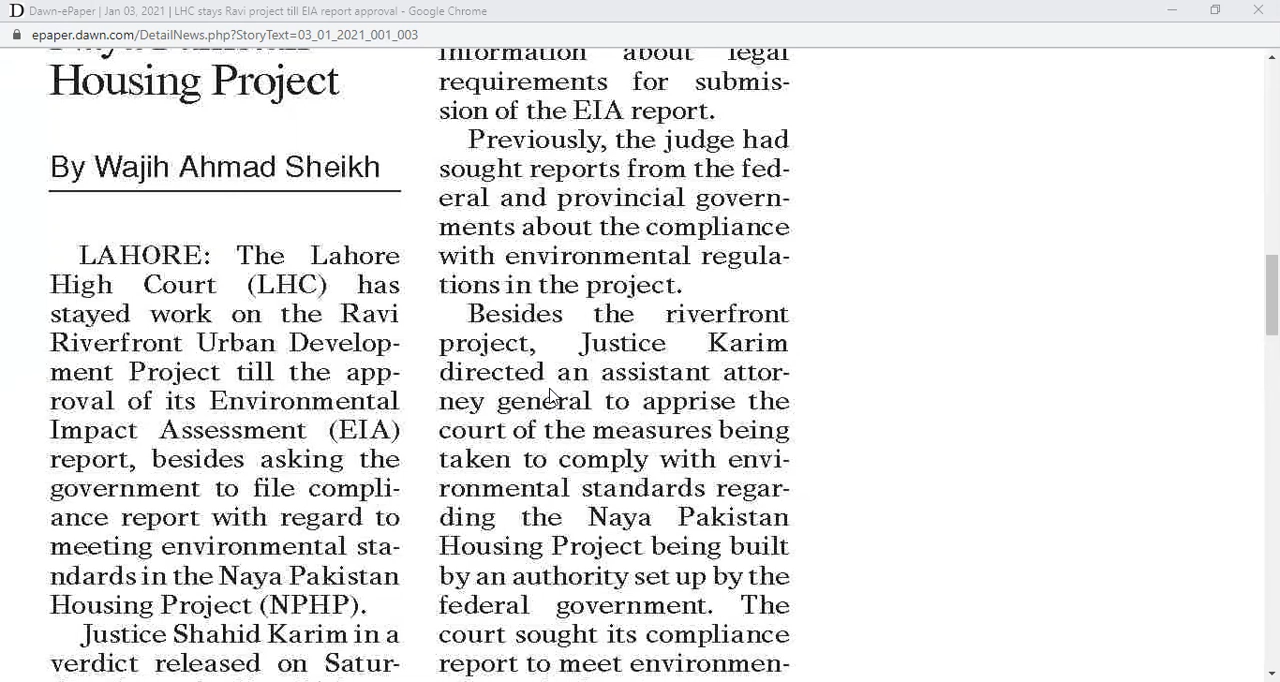 Dawn-ePaper | Jan 03, 2021 | LHC stays Ravi project till EIA report approval - Google Chrome
epaper.dawn.com/DetailNews.php?StoryText=03_01_2021_001_003
Housing Project
By Wajih Ahmad Sheikh
LAHORE: The Lahore
High Court (LHC) has
stayed work on the Ravi
Riverfront Urban Develop-
ment Project till the app-
roval of its Environmental
Impact Assessment (EIA)
report, besides asking the
government to file compli-
ance report with regard to
meeting environmental sta-
ndards in the Naya Pakistan
Housing Project (NPHP).
Justice Shahid Karim in a
verdict released on Satur-
information about legal
requirements for submis-
sion of the EIA report.
Previously, the judge had
sought reports from the fed-
eral and provincial govern-
ments about the compliance
with environmental regula-
tions in the project.
Besides the riverfront
project, Justice Karim
directed an assistant attor-
ney general to apprise the
court of the measures being
taken to comply with envi-
ronmental standards regar-
ding the Naya Pakistan
Housing Project being built
by an authority set up by the
federal government. The
court sought its compliance
report to meet environmen-